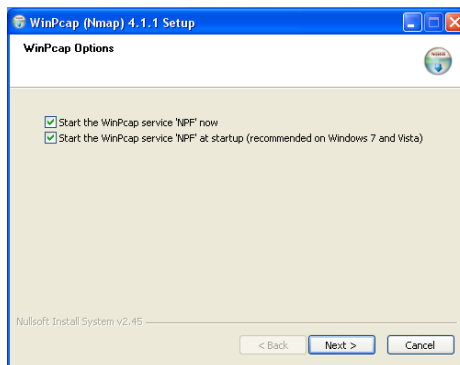 WinPcap (Nmap) 4.1.1 Setup
WinPcap Options
Start the WinPcap service 'NPF' now
Start the WinPcap service 'NPF' at startup (recommended on Windows 7 and Vista)
Nullsoft Install System v2.45
< Back
Next >
Cancel